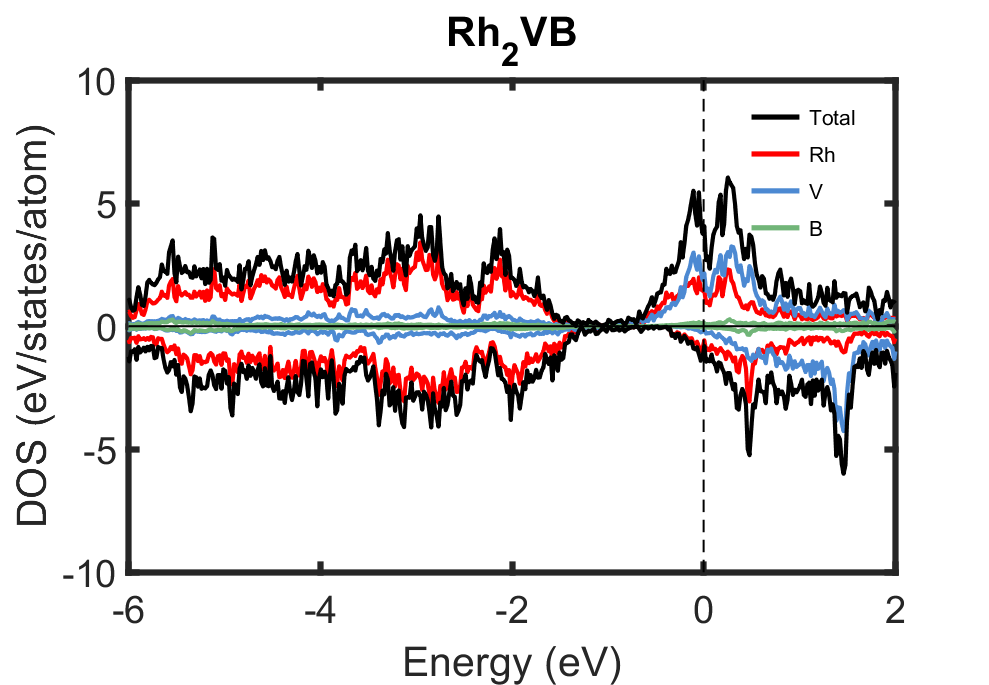 Rh₂VB
10
5
0
-5
-10
DOS (eV/states/atom)
Total
Rh
V
B
-6
-4
-2
0
2
Energy (eV)